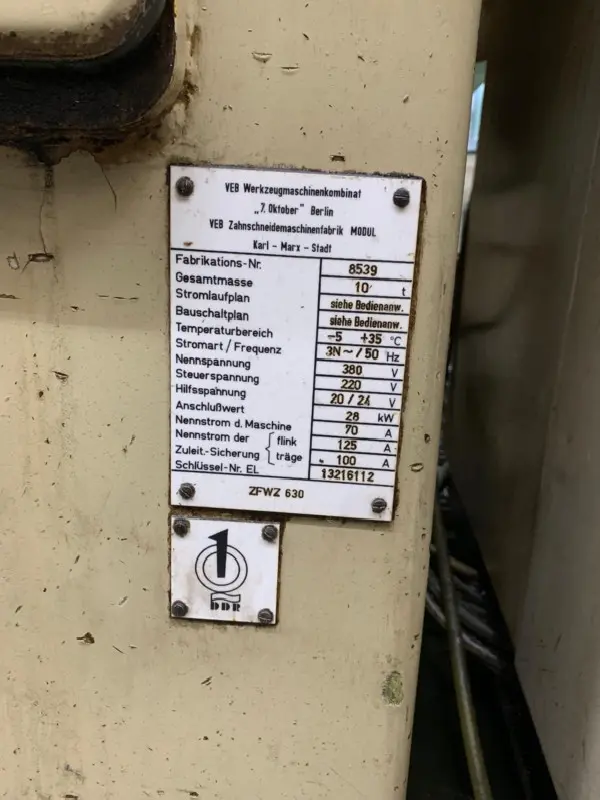 VEB Werkzeugmaschinenkombinat
„7. Oktober" Berlin
VEB Zahnschneidemaschinenfabrik MODUL
Karl - Marx - Stadt
Fabrikations-Nr. 8539
Gesamtmasse 10 t
Stromlaufplan siehe Bedienanw.
Bauschaltplan siehe Bedienanw.
Temperaturbereich -5 +35 °C
Stromart / Frequenz 3N ~ / 50 Hz
Nennspannung 380 V
Steuerspannung 220 V
Hilfsspannung 20 / 24 V
Anschlußwert 28 kW
Nennstrom d. Maschine 70 A
Nennstrom der flink 125 A
Zuleit.-Sicherung träge 100 A
Schlüssel-Nr. EL 13216112
ZFWZ 630
1
DDR